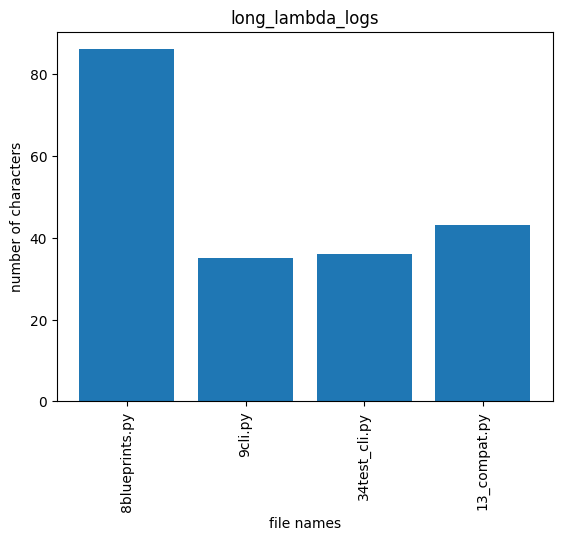 long_lambda_logs
number of characters
80
60
40
20
0
8blueprints.py
9cli.py
34test_cli.py
13_compat.py
file names